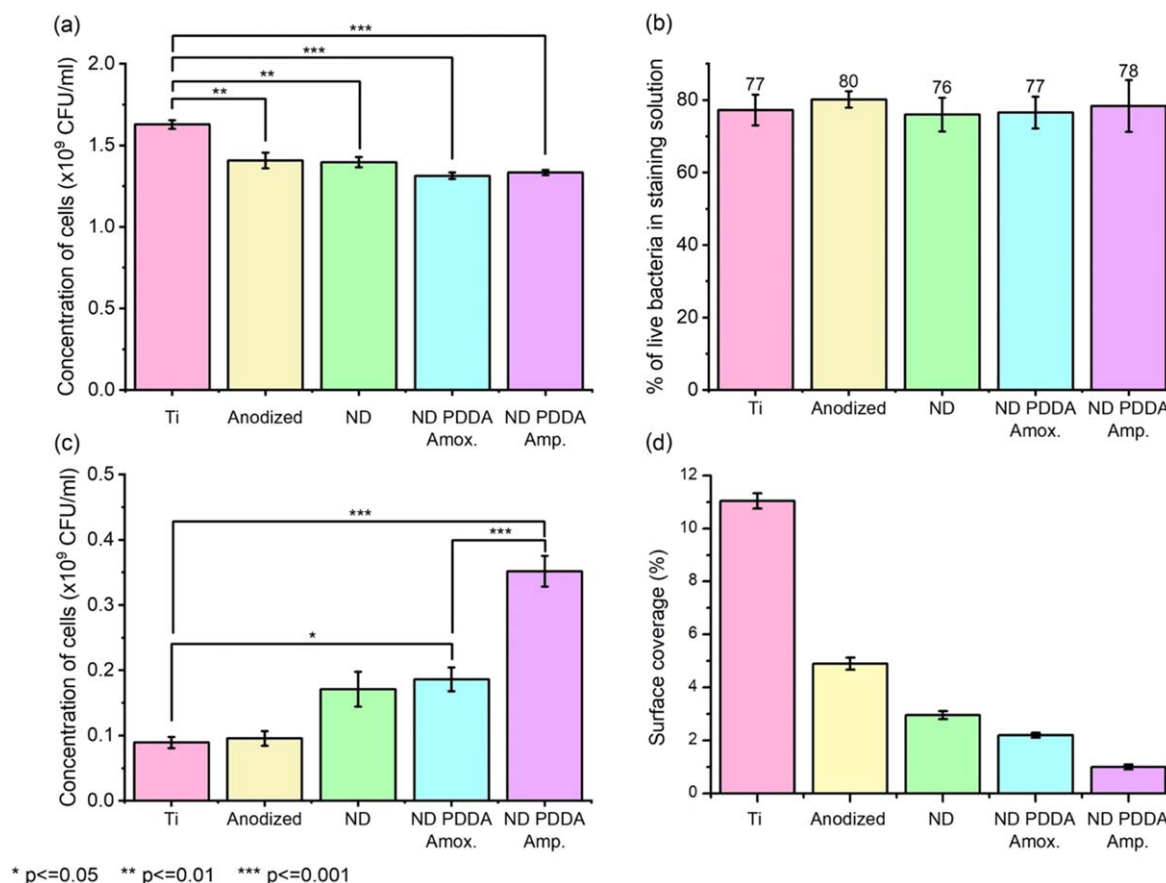 (a)
Concentration of cells (x10⁹ CFU/ml)
2.0
1.5
1.0
0.5
0.0
***
***
**
**
Ti
Anodized
ND
ND PDDA
Amox.
ND PDDA
Amp.
(b)
% of live bacteria in staining solution
80
60
40
20
0
77
80
76
77
78
Ti
Anodized
ND
ND PDDA
Amox.
ND PDDA
Amp.
(c)
Concentration of cells (x10⁹ CFU/ml)
0.5
0.4
0.3
0.2
0.1
0.0
***
***
*
Ti
Anodized
ND
ND PDDA
Amox.
ND PDDA
Amp.
(d)
Surface coverage (%)
12
10
8
6
4
2
0
Ti
Anodized
ND
ND PDDA
Amox.
ND PDDA
Amp.
* p<=0.05 ** p<=0.01 *** p<=0.001